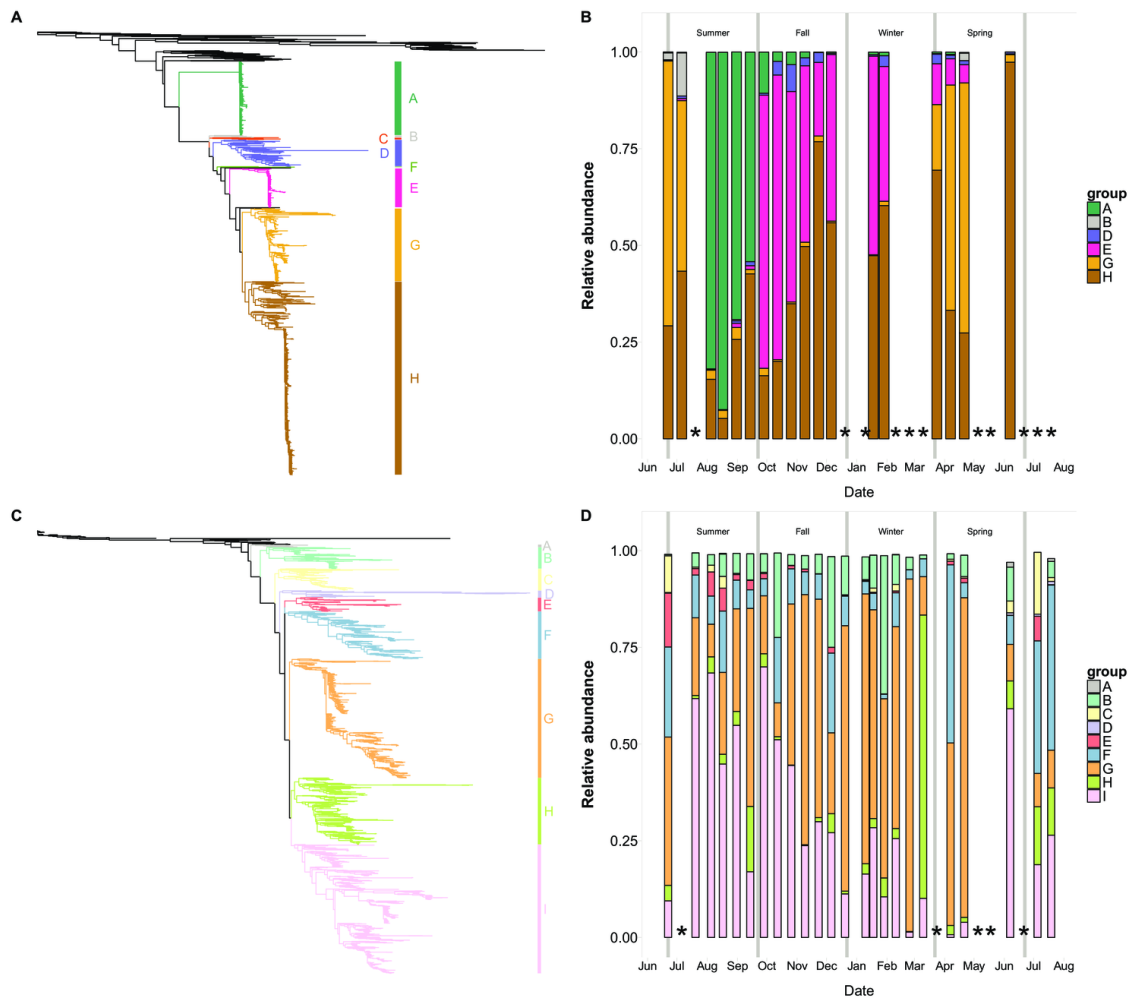 A
A
B
C
D
F
E
G
H
B
Summer Fall Winter Spring
1.00
0.75
0.50
0.25
0.00
Relative abundance
* * * * * * * * * * *
Jun Jul Aug Sep Oct Nov Dec Jan Feb Mar Apr May Jun Jul Aug
Date
group
A
B
D
E
G
H
C
A
B
C
D
E
F
G
H
I
D
Summer Fall Winter Spring
1.00
0.75
0.50
0.25
0.00
Relative abundance
* * * * *
Jun Jul Aug Sep Oct Nov Dec Jan Feb Mar Apr May Jun Jul Aug
Date
group
A
B
C
D
E
F
G
H
I